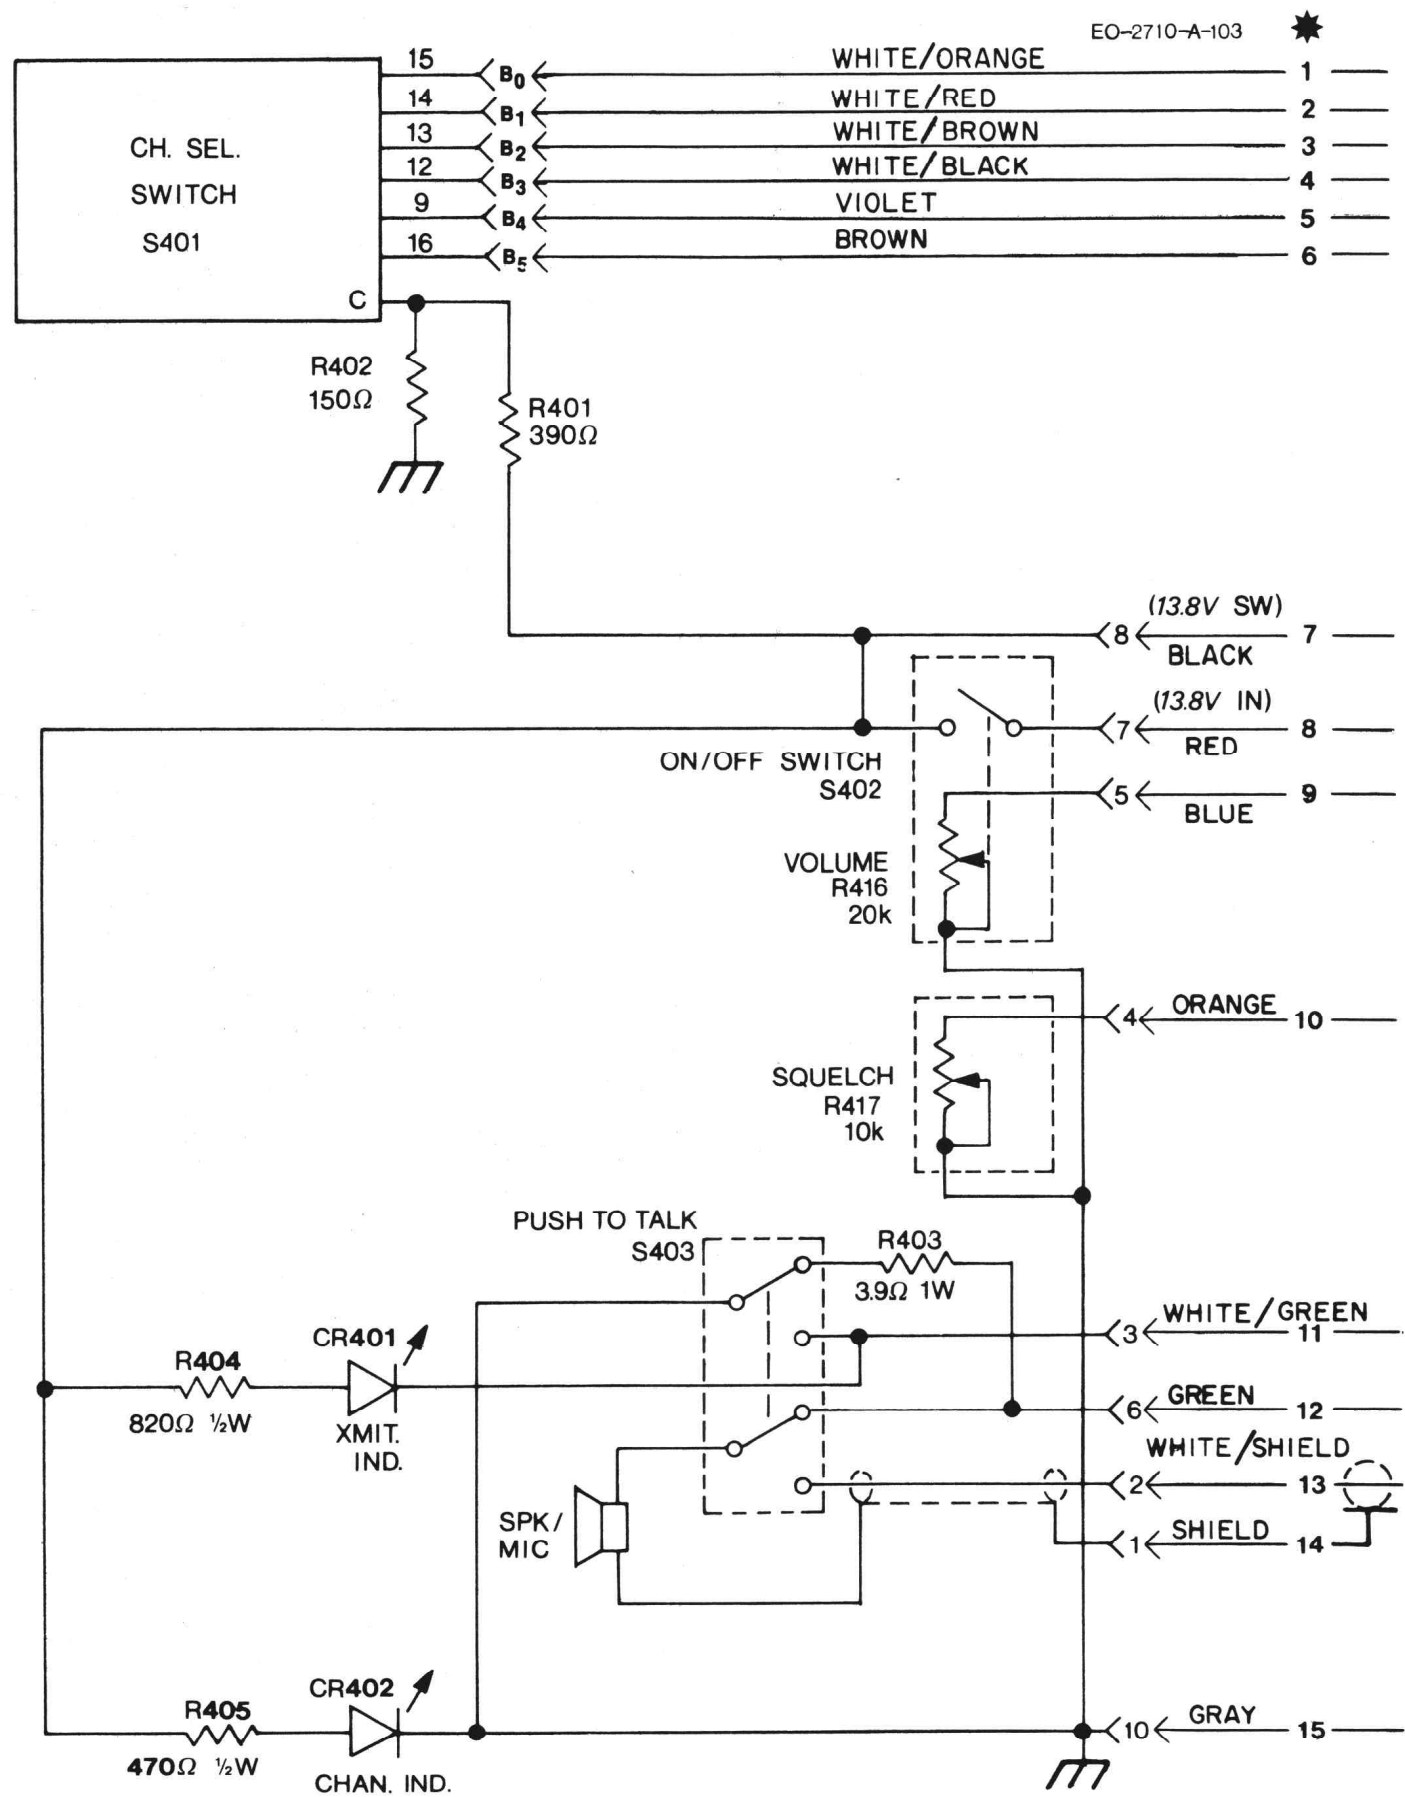 EO-2710-A-103
15 B0 WHITE/ORANGE 1
14 B1 WHITE/RED 2
13 B2 WHITE/BROWN 3
12 B3 WHITE/BLACK 4
9 B4 VIOLET 5
16 B5 BROWN 6
CH. SEL.
SWITCH
S401
C
R402
150Ω
R401
390Ω
(13.8V SW)
8 7
BLACK
(13.8V IN)
7 8
RED
ON/OFF SWITCH
S402
5 9
BLUE
VOLUME
R416
20k
4 ORANGE 10
SQUELCH
R417
10k
PUSH TO TALK
S403
R403
3.9Ω 1W
3 WHITE/GREEN 11
CR401
R404
820Ω ½W
XMIT.
IND.
6 GREEN 12
WHITE/SHIELD
2 13
SPK/
MIC
1 SHIELD 14
CR402
R405
470Ω ½W
CHAN. IND.
10 GRAY 15